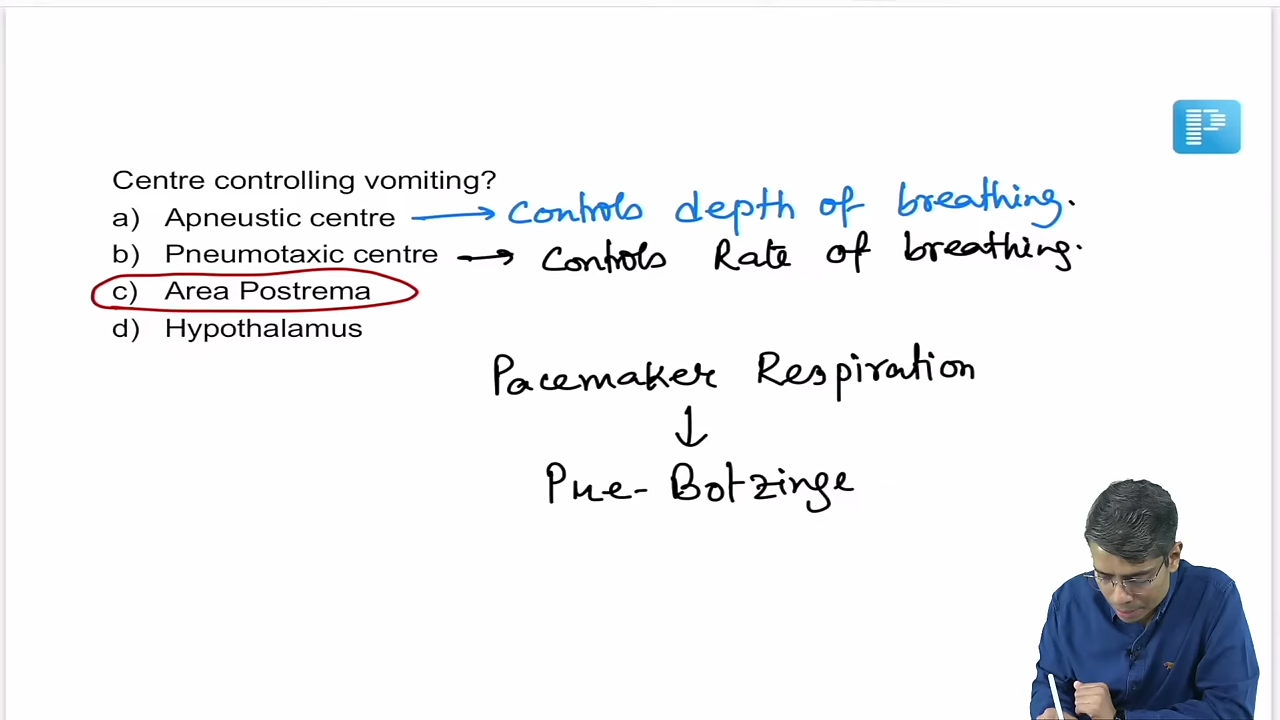 Centre controlling vomiting?
a) Apneustic centre → Controls depth of breathing.
b) Pneumotaxic centre → Controls Rate of breathing.
c) Area Postrema
d) Hypothalamus
Pacemaker Respiration
↓
Pre-Botzinge
P